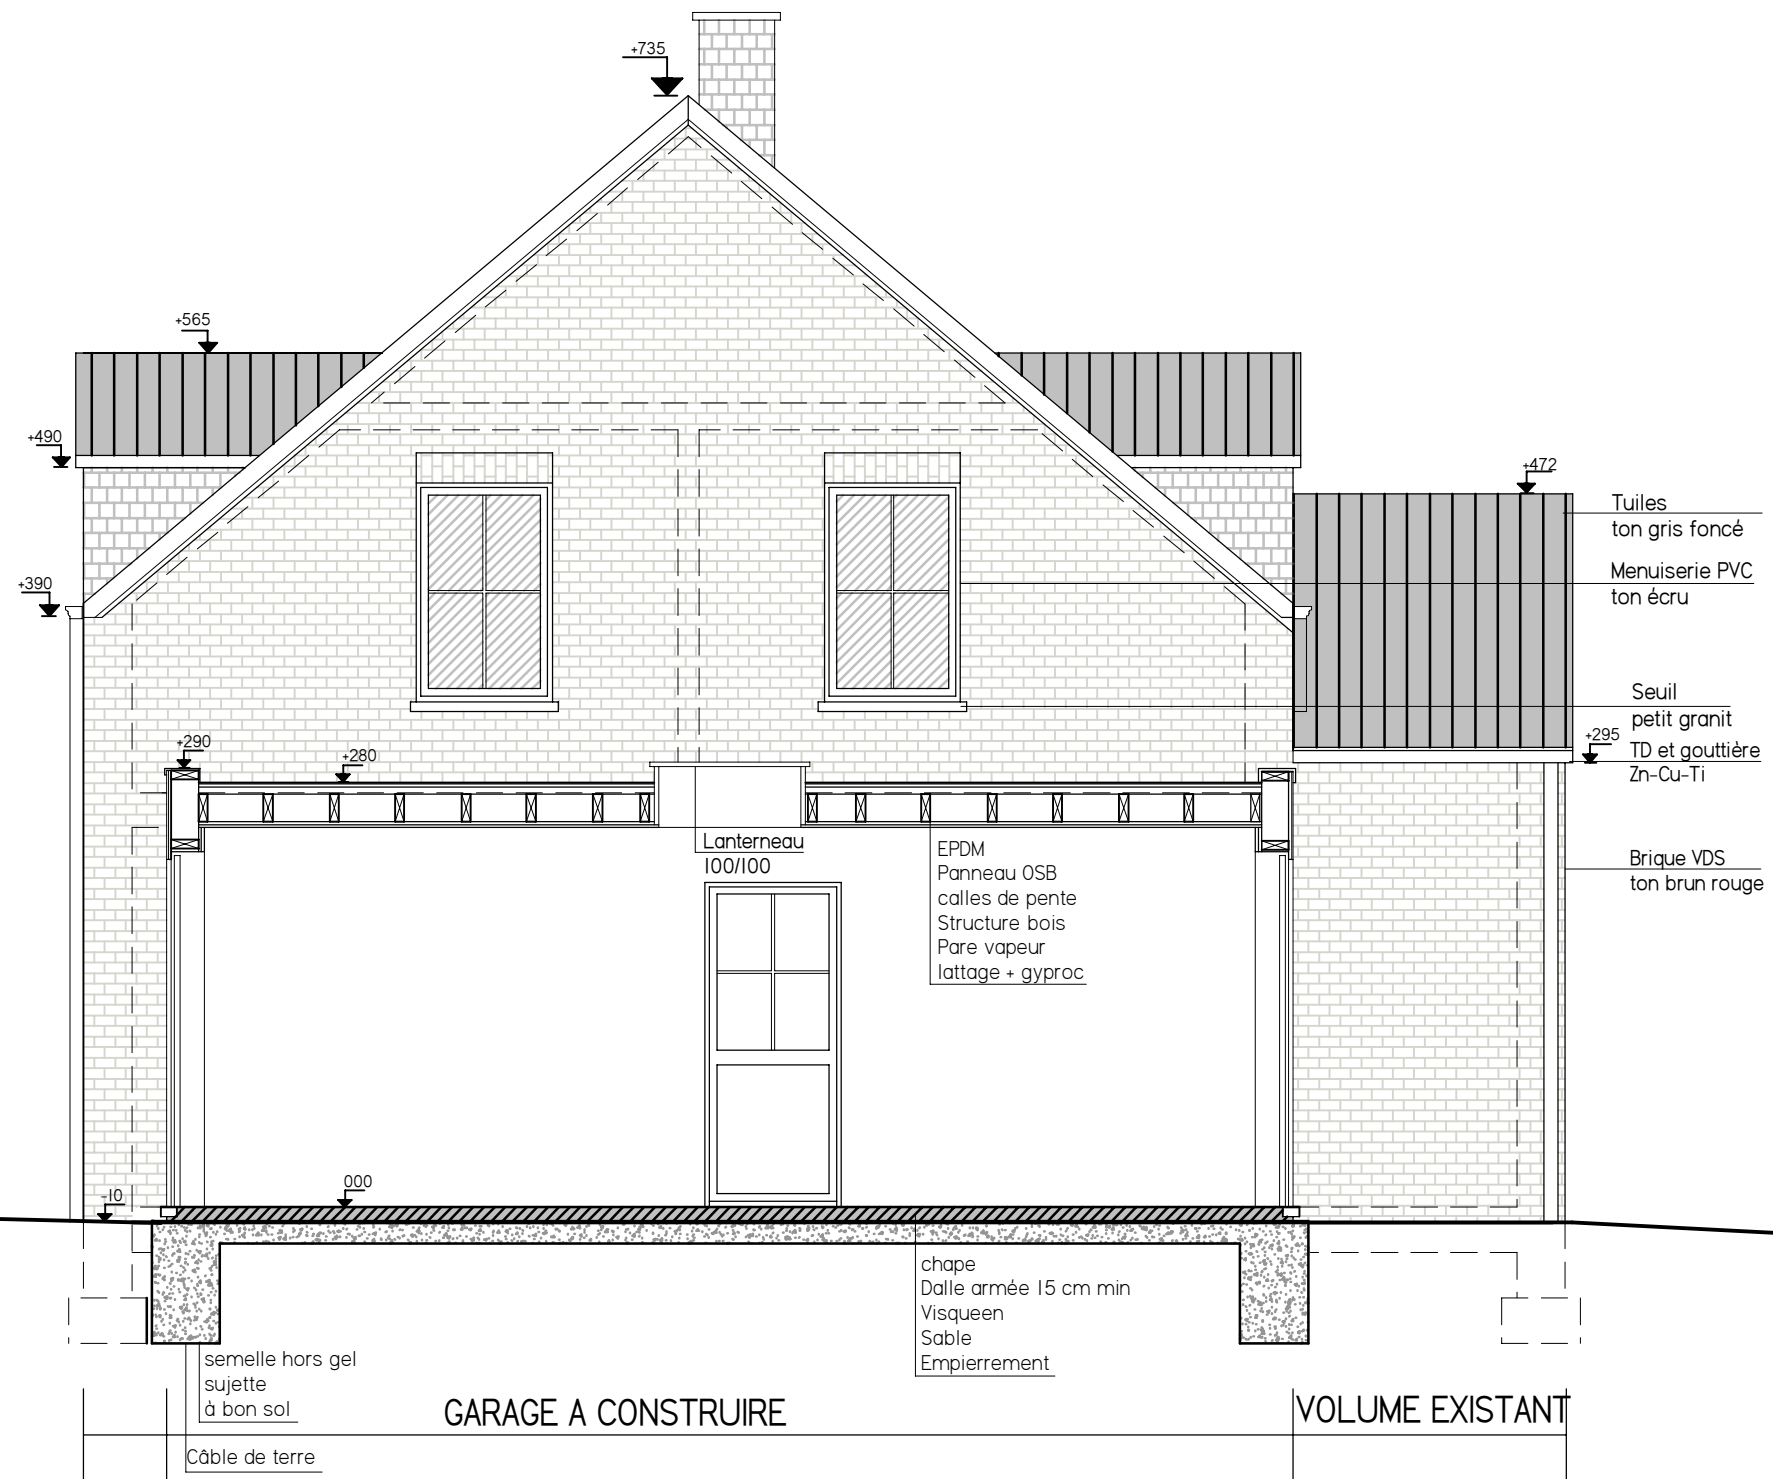 +735
+565
+490
+472
Tuiles
ton gris foncé
Menuiserie PVC
ton écru
+390
Seuil
petit granit
+295
TD et gouttière
Zn-Cu-Ti
+290
+280
Lanterneau
100/100
EPDM
Panneau OSB
calles de pente
Structure bois
Pare vapeur
lattage + gyproc
Brique VDS
ton brun rouge
000
-10
chape
Dalle armée 15 cm min
Visqueen
Sable
Empierrement
semelle hors gel
sujette
à bon sol
GARAGE A CONSTRUIRE
VOLUME EXISTANT
Câble de terre